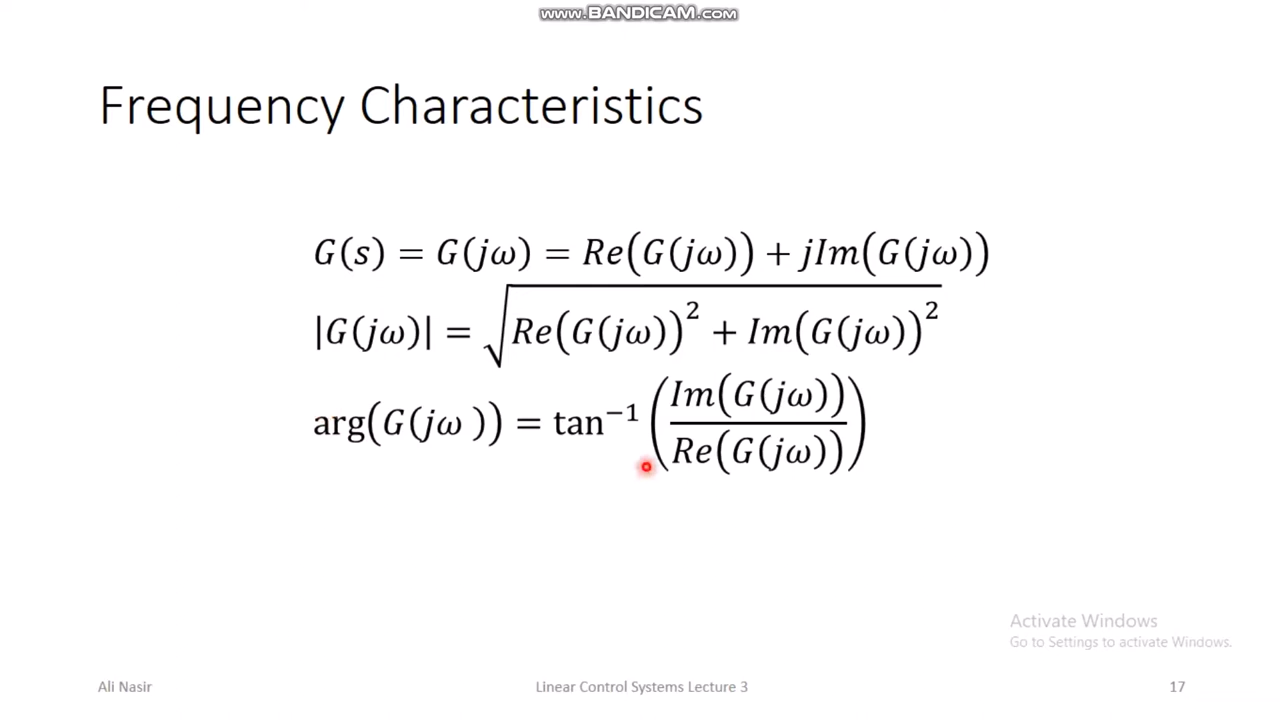 www.BANDICAM.com
Frequency Characteristics
G(s) = G(jω) = Re(G(jω)) + jIm(G(jω))
|G(jω)| = √(Re(G(jω))² + Im(G(jω))²)
arg(G(jω )) = tan⁻¹(Im(G(jω))/Re(G(jω)))
Activate Windows
Go to Settings to activate Windows.
Ali Nasir
Linear Control Systems Lecture 3
17